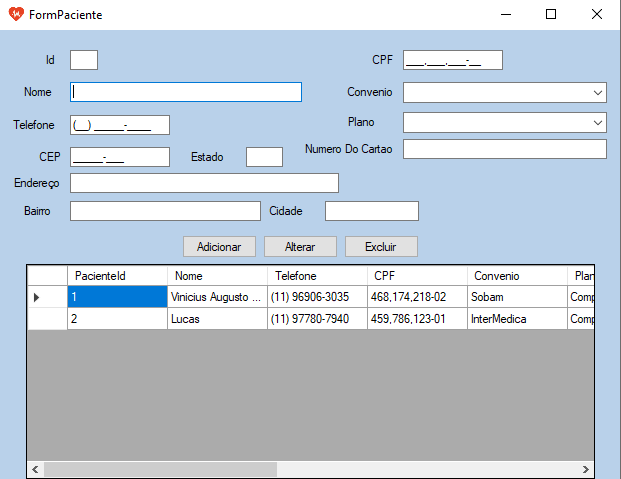 FormPaciente
Id
CPF ___.___.___-__
Nome
Convenio
Telefone (__) _____-____
Plano
CEP _____-___ Estado
Numero Do Cartao
Endereço
Bairro
Cidade
Adicionar Alterar Excluir
PacienteId Nome Telefone CPF Convenio Plan
1 Vinicius Augusto ... (11) 96906-3035 468,174,218-02 Sobam Comp
2 Lucas (11) 97780-7940 459,786,123-01 InterMedica Comp